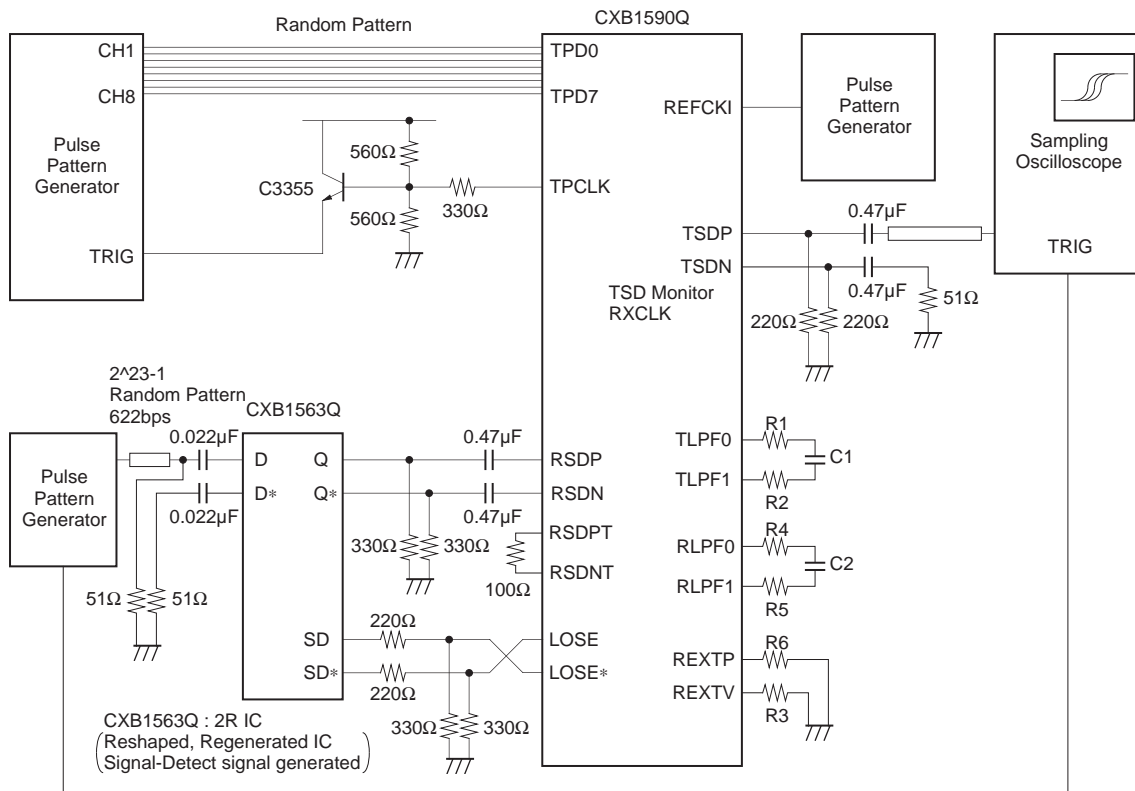 CXB1590Q
Random Pattern
CH1
CH8
Pulse
Pattern
Generator
TRIG
560Ω
560Ω
C3355
330Ω
TPD0
TPD7
TPCLK
REFCKI
Pulse
Pattern
Generator
Sampling
Oscilloscope
TRIG
TSDP
TSDN
TSD Monitor
RXCLK
0.47µF
0.47µF
51Ω
220Ω
220Ω
2^23-1
Random Pattern
622bps
CXB1563Q
Pulse
Pattern
Generator
0.022µF
0.022µF
51Ω
51Ω
D
D*
Q
Q*
SD
SD*
0.47µF
0.47µF
330Ω
330Ω
100Ω
220Ω
220Ω
330Ω
330Ω
RSDP
RSDN
RSDPT
RSDNT
LOSE
LOSE*
TLPF0
TLPF1
RLPF0
RLPF1
REXTP
REXTV
R1
C1
R2
R4
C2
R5
R6
R3
CXB1563Q : 2R IC
(Reshaped, Regenerated IC
Signal-Detect signal generated)